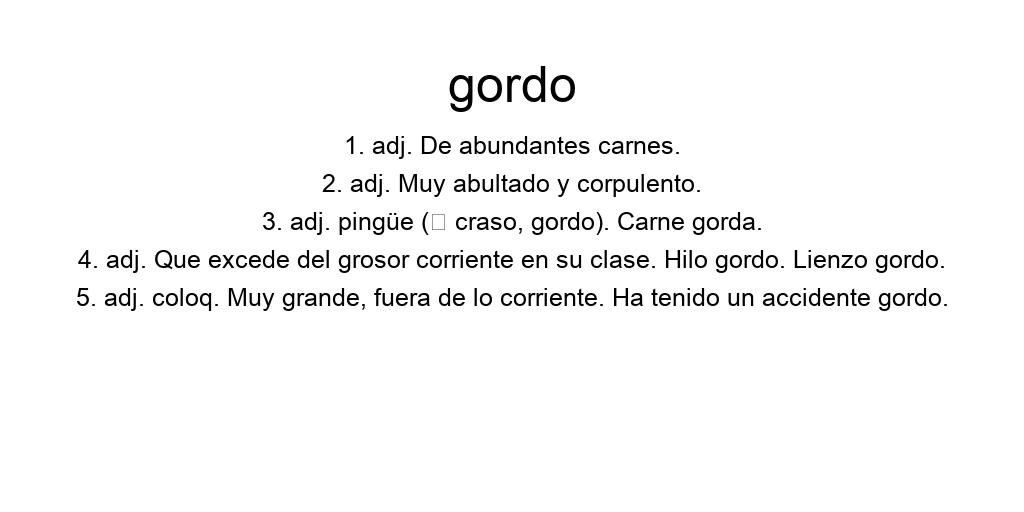 gordo
1. adj. De abundantes carnes.
2. adj. Muy abultado y corpulento.
3. adj. pingüe (□ craso, gordo). Carne gorda.
4. adj. Que excede del grosor corriente en su clase. Hilo gordo. Lienzo gordo.
5. adj. coloq. Muy grande, fuera de lo corriente. Ha tenido un accidente gordo.